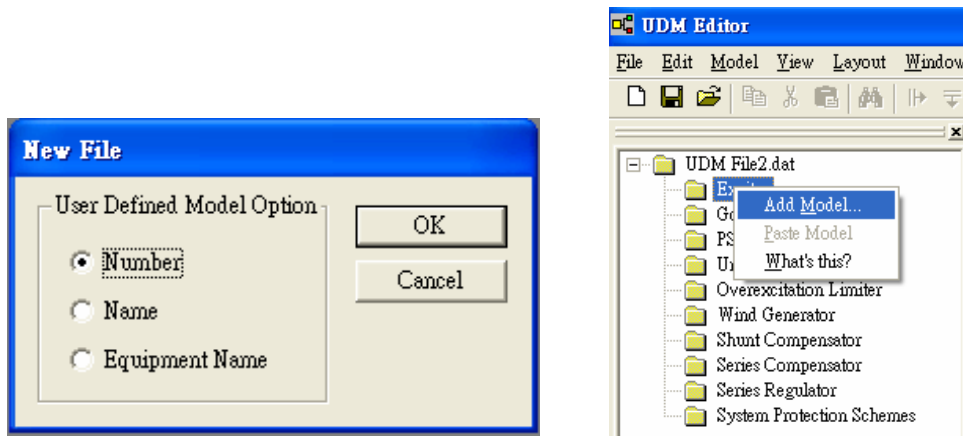 New File
User Defined Model Option
Number
Name
Equipment Name
OK
Cancel
UDM Editor
File Edit Model View Layout Window
UDM File2.dat
Add Model...
Paste Model
What's this?
Overexcitation Limiter
Wind Generator
Shunt Compensator
Series Compensator
Series Regulator
System Protection Schemes